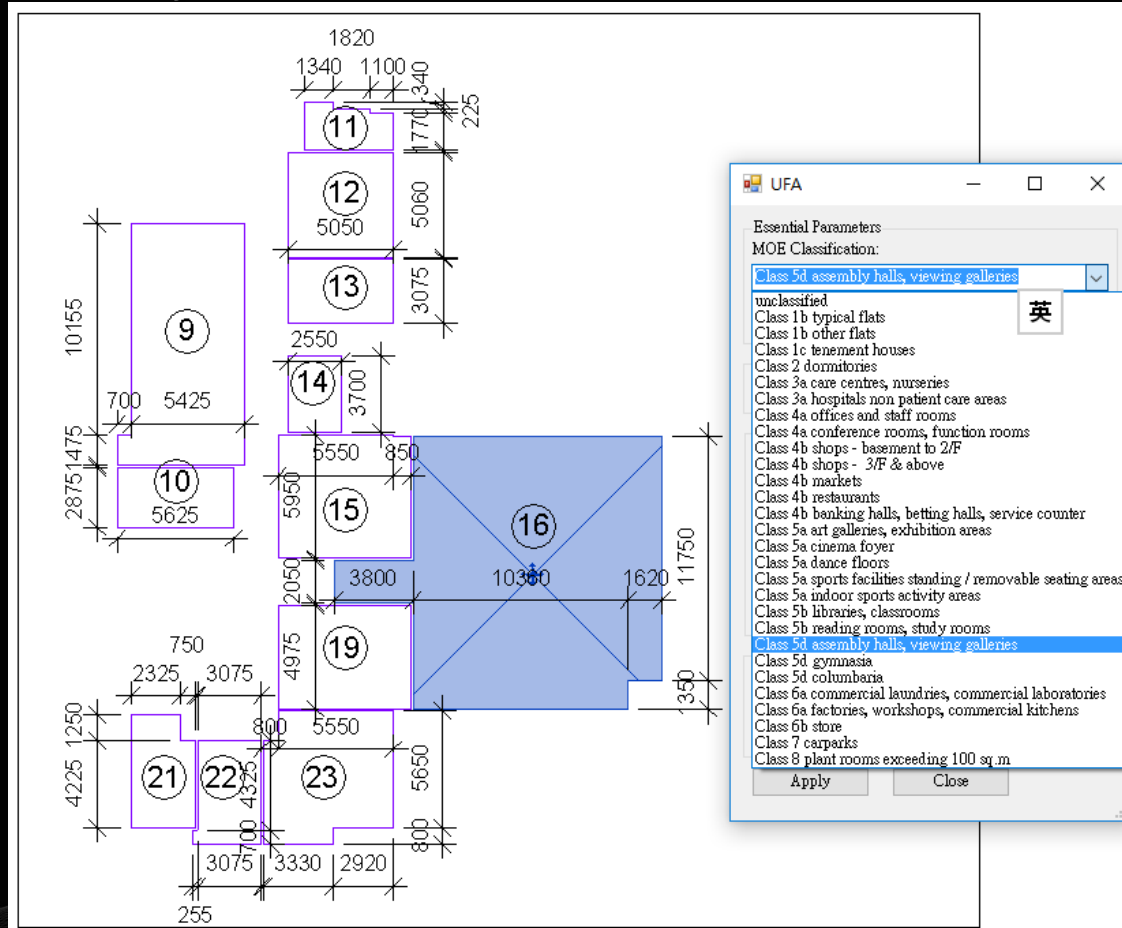 1820
1340 1100 340
225
11
1770
12
5060
5050
13
3075
10155
9
2550
14
3700
700 5425
1475
5550 850
10
2875
5625
5950
15
16
11750
2050
3800 1620
19
4975
750
2325 3075
1350
1250
800 5550
21
22
23
4225
4325
5650
700
800
3075 3330 2920
255
UFA
Essential Parameters
MOE Classification:
Class 5d assembly halls, viewing galleries
英
unclassified
Class 1b typical flats
Class 1b other flats
Class 1c tenement houses
Class 2 dormitories
Class 3a care centres, nurseries
Class 3a hospitals non patient care areas
Class 4a offices and staff rooms
Class 4a conference rooms, function rooms
Class 4b shops - basement to 2/F
Class 4b shops - 3/F & above
Class 4b markets
Class 4b restaurants
Class 4b banking halls, betting halls, service counter
Class 5a art galleries, exhibition areas
Class 5a cinema foyer
Class 5a dance floors
Class 5a sports facilities standing / removable seating areas
Class 5a indoor sports activity areas
Class 5b libraries, classrooms
Class 5b reading rooms, study rooms
Class 5d assembly halls, viewing galleries
Class 5d gymnasia
Class 5d columbaria
Class 6a commercial laundries, commercial laboratories
Class 6a factories, workshops, commercial kitchens
Class 6b store
Class 7 carparks
Class 8 plant rooms exceeding 100 sq.m
Apply Close